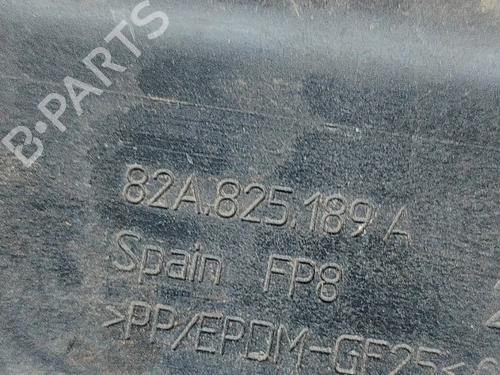 B-PARTS
82A.825.189 A
Spain FP8
>PP/EPDM-GF25<